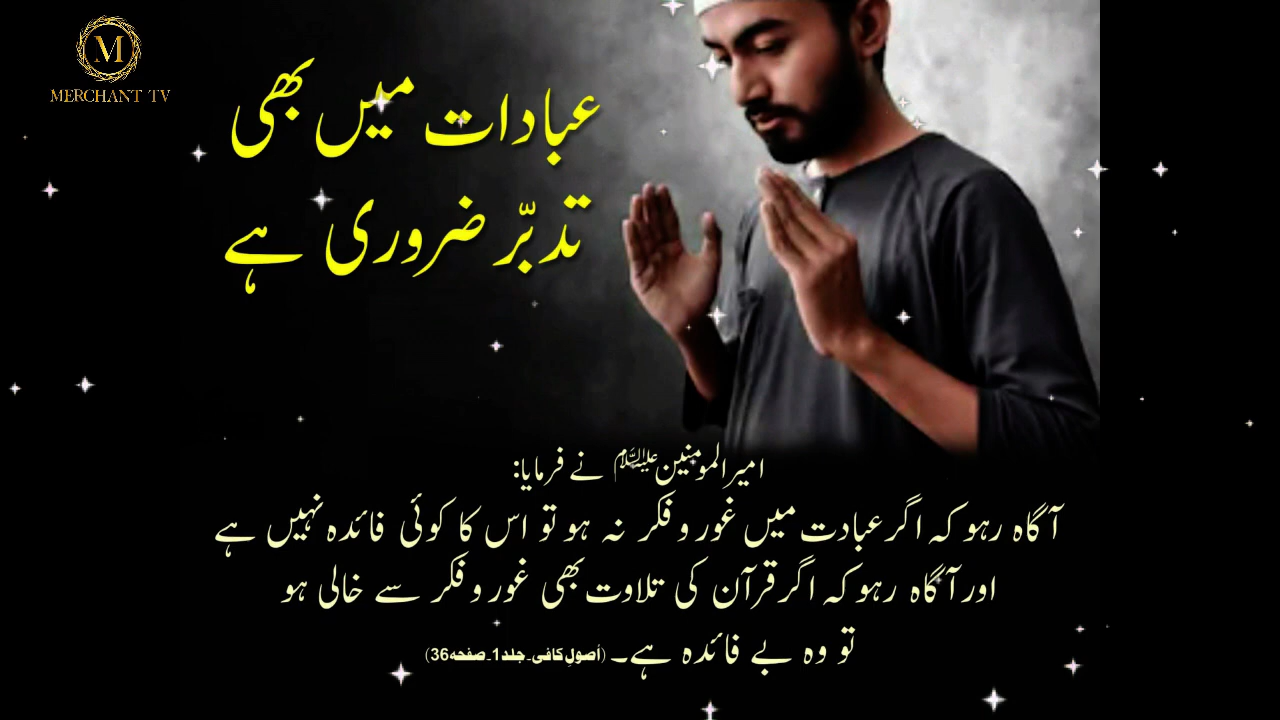 M
MERCHANT TV
عبادات میں بھی
تدبّر ضروری ہے
امیرالمومنین علیہ السلام نے فرمایا:
آگاہ رہو کہ اگر عبادت میں غور و فکر نہ ہو تو اس کا کوئی فائدہ نہیں ہے
اور آگاہ رہو کہ اگر قرآن کی تلاوت بھی غور و فکر سے خالی ہو
تو وہ بے فائدہ ہے۔ (اُصولِ کافی۔جلد1۔صفحہ36)